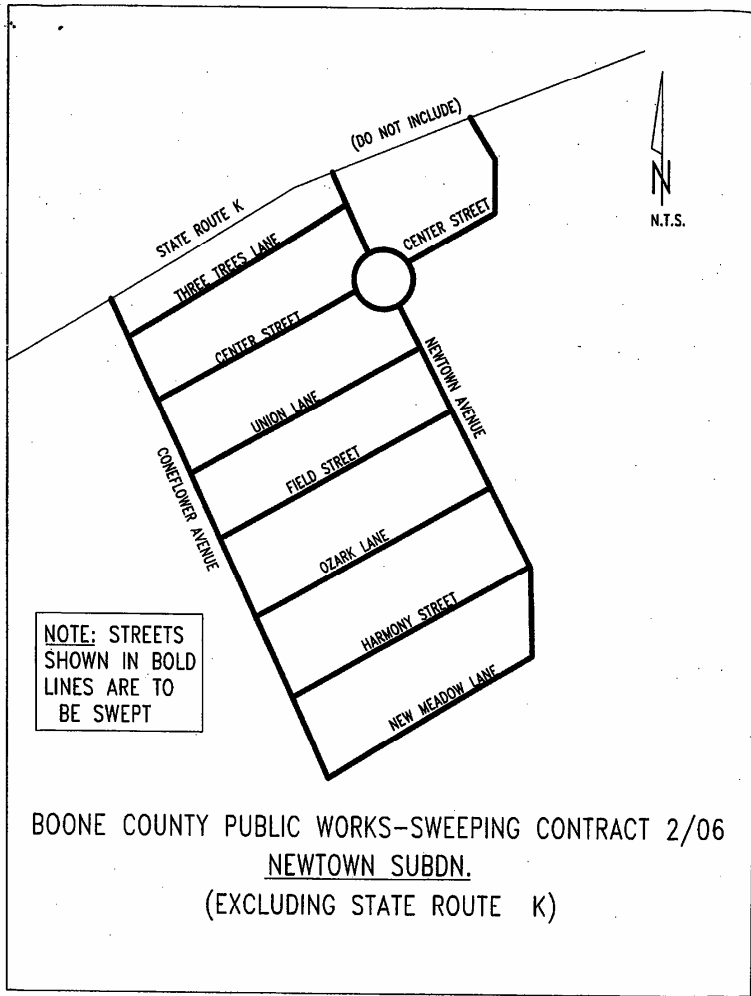 (DO NOT INCLUDE)
STATE ROUTE K
N
N.T.S.
THREE TREES LANE
CENTER STREET
CENTER STREET
UNION LANE
NEWTOWN AVENUE
FIELD STREET
CONEFLOWER AVENUE
OZARK LANE
HARMONY STREET
NEW MEADOW LANE
NOTE: STREETS
SHOWN IN BOLD
LINES ARE TO
BE SWEPT
BOONE COUNTY PUBLIC WORKS-SWEEPING CONTRACT 2/06
NEWTOWN SUBDN.
(EXCLUDING STATE ROUTE K)